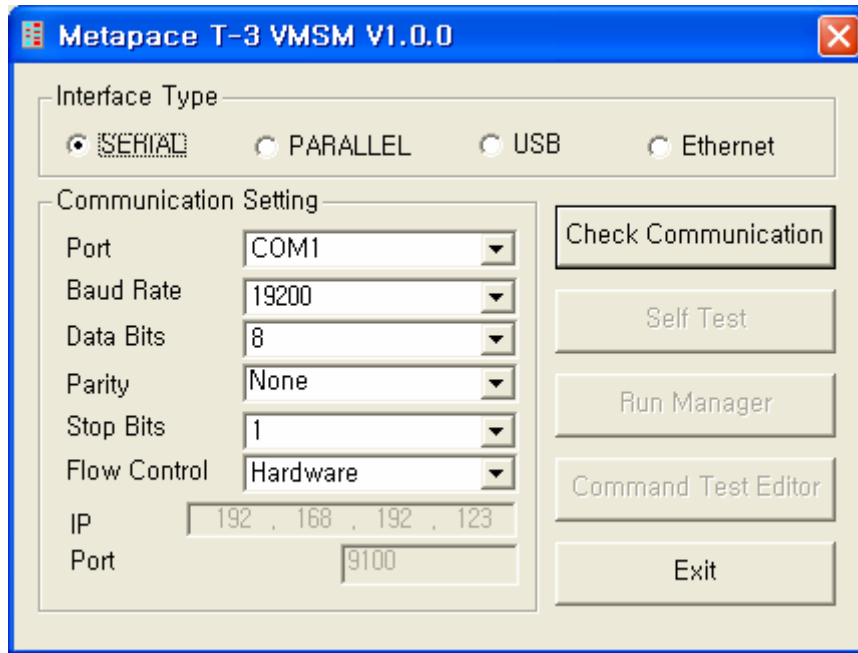 Metapace T-3 VMSM V1.0.0
Interface Type
SERIAL PARALLEL USB Ethernet
Communication Setting
Port COM1
Baud Rate 19200
Data Bits 8
Parity None
Stop Bits 1
Flow Control Hardware
IP 192 . 168 . 192 . 123
Port 9100
Check Communication
Self Test
Run Manager
Command Test Editor
Exit